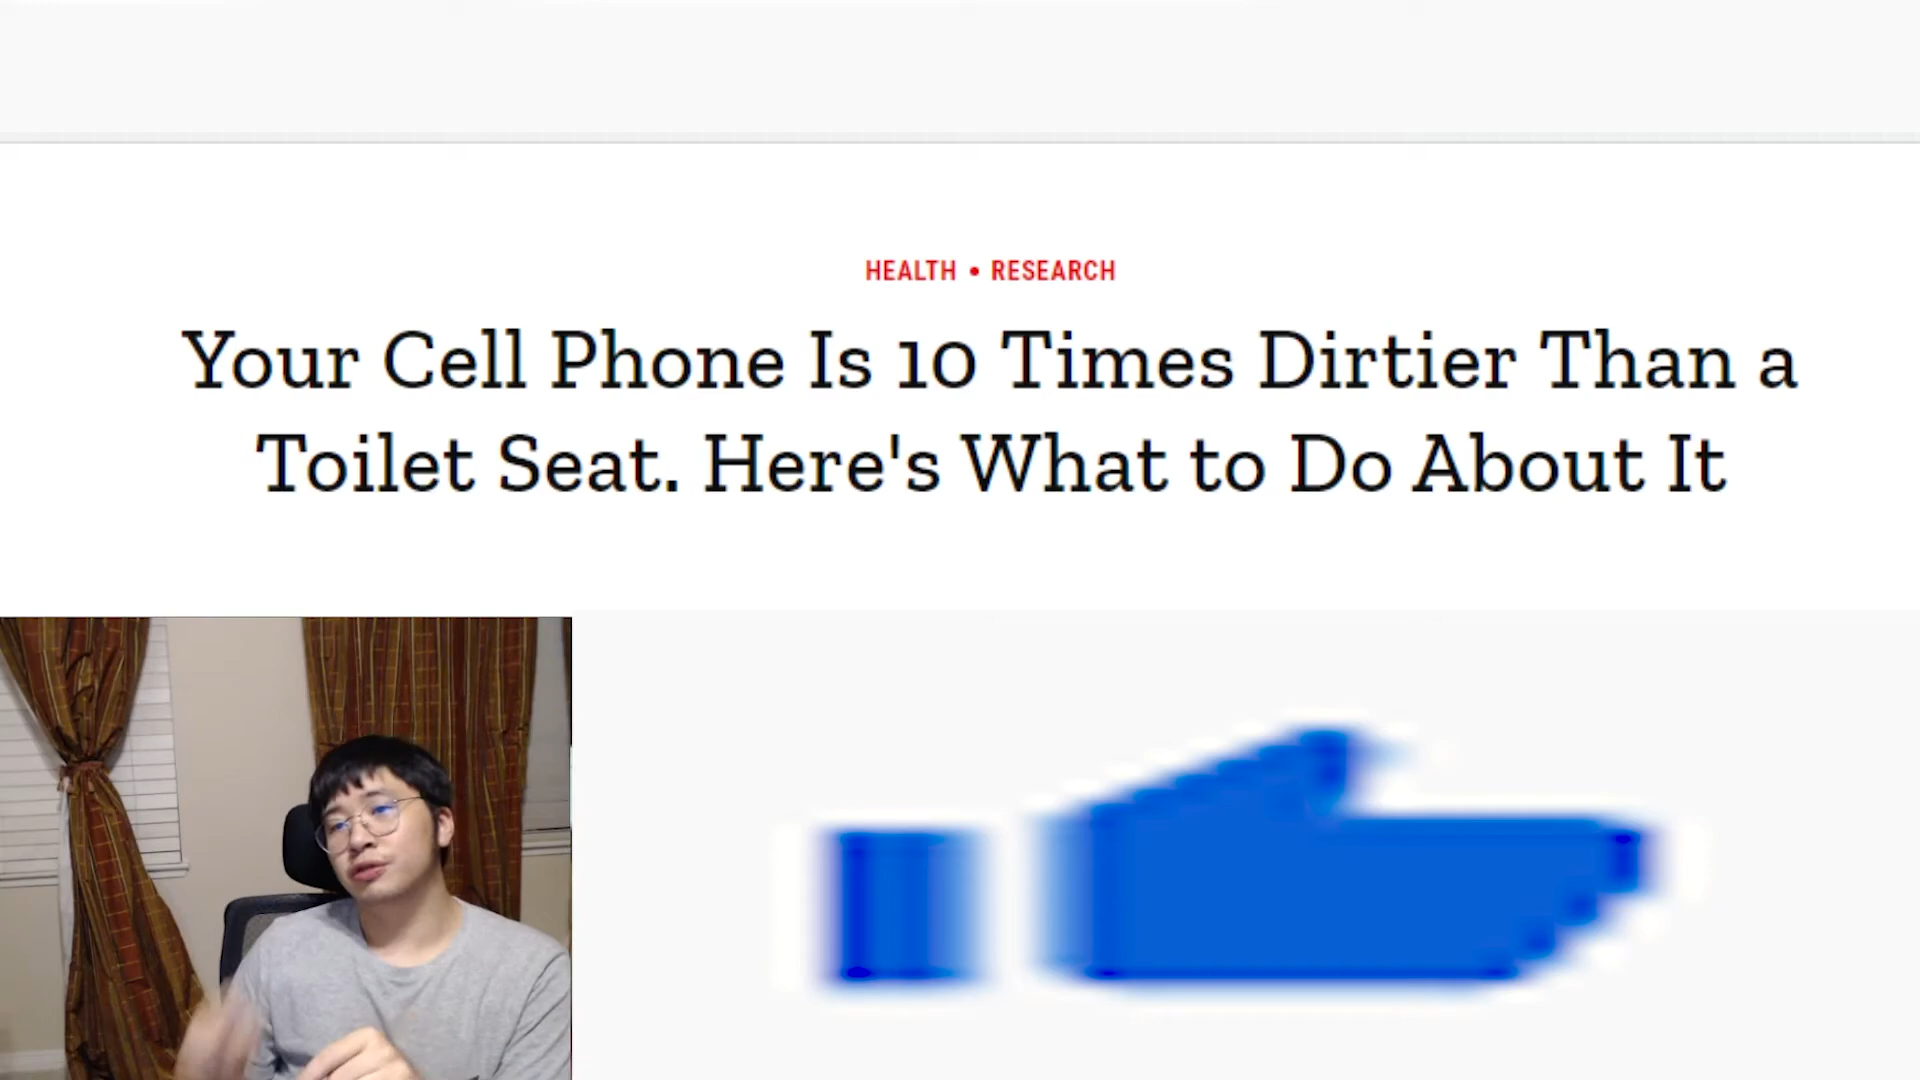 HEALTH • RESEARCH
Your Cell Phone Is 10 Times Dirtier Than a
Toilet Seat. Here's What to Do About It